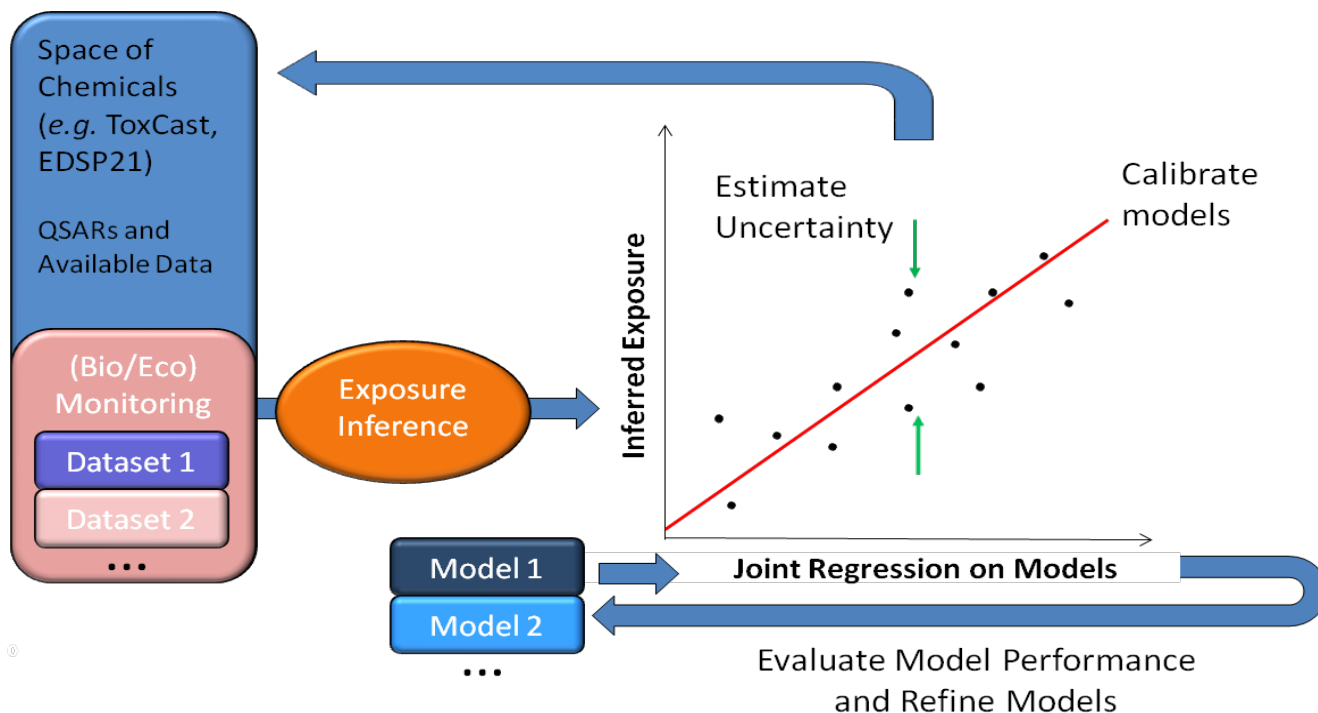 Space of
Chemicals
(e.g. ToxCast,
EDSP21)
QSARs and
Available Data
(Bio/Eco)
Monitoring
Dataset 1
Dataset 2
...
Exposure
Inference
Inferred Exposure
Estimate
Uncertainty
Calibrate
models
Joint Regression on Models
Model 1
Model 2
...
Evaluate Model Performance
and Refine Models